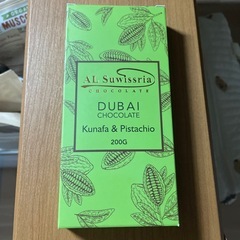 AL Suwissria
CHOCOLATE
DUBAI
CHOCOLATE
Kunafa & Pistachio
200G